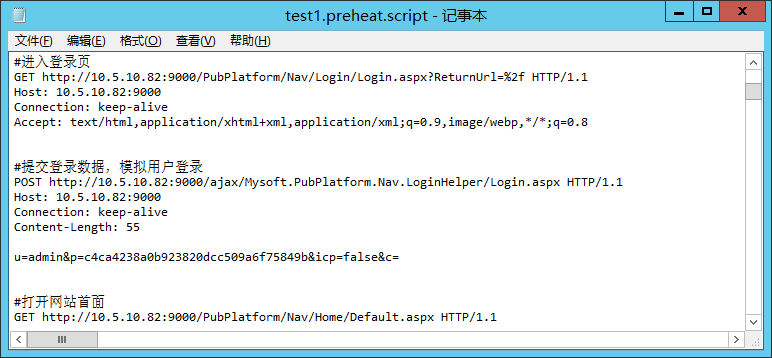 test1.preheat.script - 记事本
文件(F) 编辑(E) 格式(O) 查看(V) 帮助(H)
#进入登录页
GET http://10.5.10.82:9000/PubPlatform/Nav/Login/Login.aspx?ReturnUrl=%2f HTTP/1.1
Host: 10.5.10.82:9000
Connection: keep-alive
Accept: text/html,application/xhtml+xml,application/xml;q=0.9,image/webp,*/*;q=0.8
#提交登录数据，模拟用户登录
POST http://10.5.10.82:9000/ajax/Mysoft.PubPlatform.Nav.LoginHelper/Login.aspx HTTP/1.1
Host: 10.5.10.82:9000
Connection: keep-alive
Content-Length: 55
u=admin&p=c4ca4238a0b923820dcc509a6f75849b&icp=false&c=
#打开网站首面
GET http://10.5.10.82:9000/PubPlatform/Nav/Home/Default.aspx HTTP/1.1